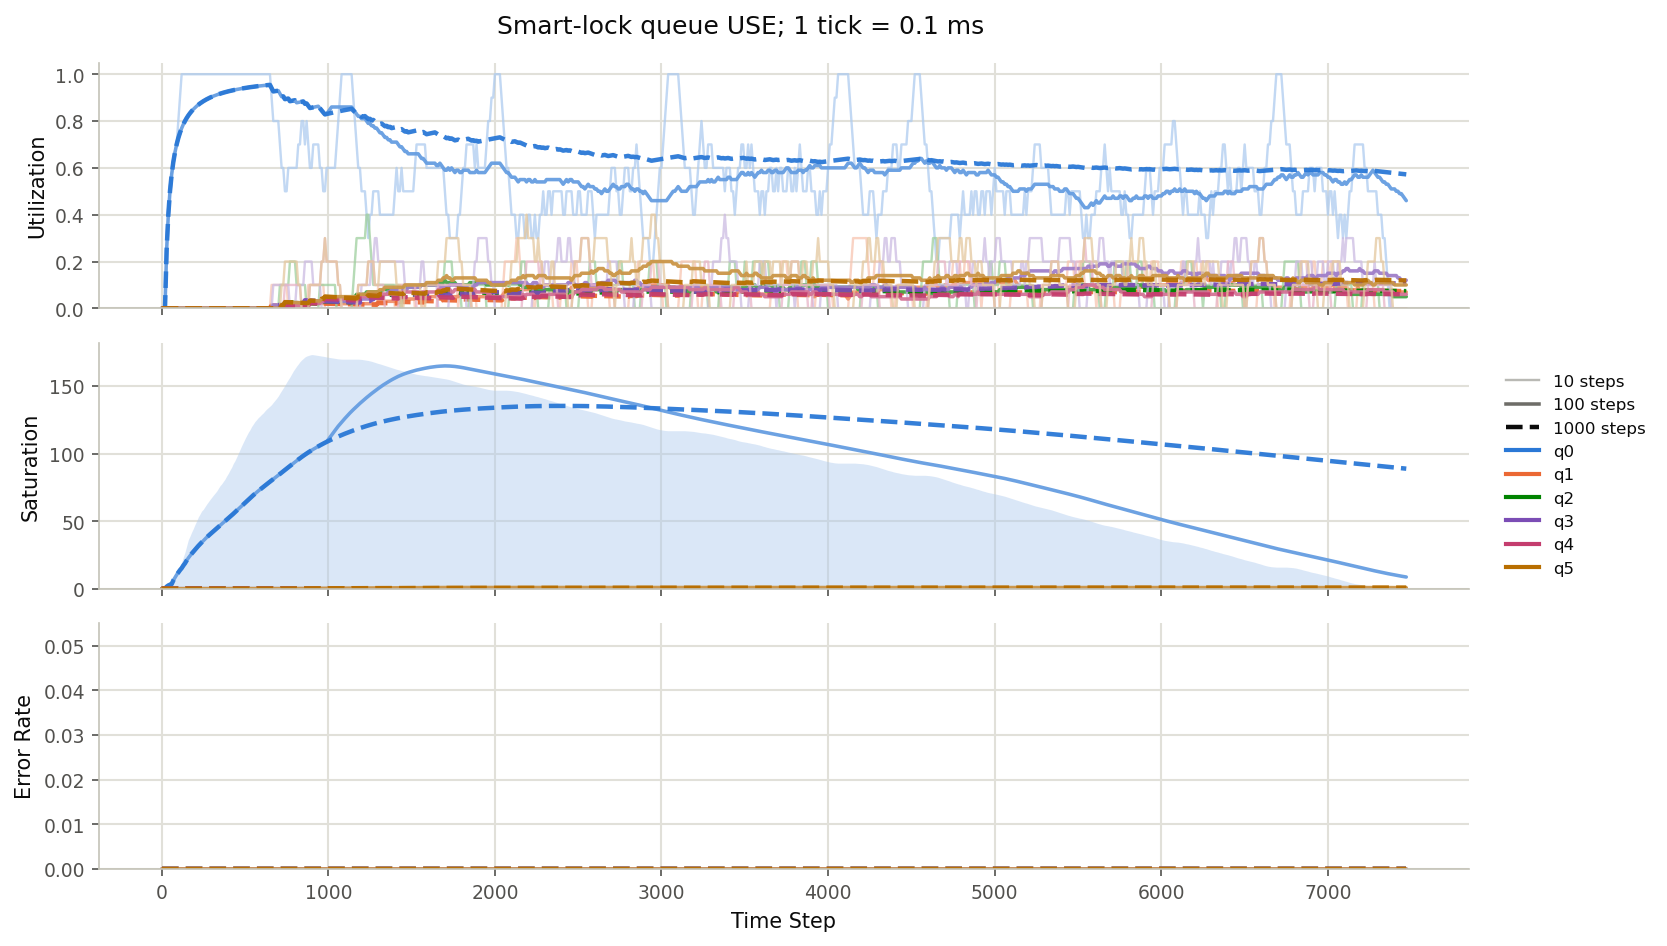 Smart-lock queue USE; 1 tick = 0.1 ms
Utilization
1.0
0.8
0.6
0.4
0.2
0.0
Saturation
150
100
50
0
Error Rate
0.05
0.04
0.03
0.02
0.01
0.00
0 1000 2000 3000 4000 5000 6000 7000
Time Step
10 steps
100 steps
1000 steps
q0
q1
q2
q3
q4
q5